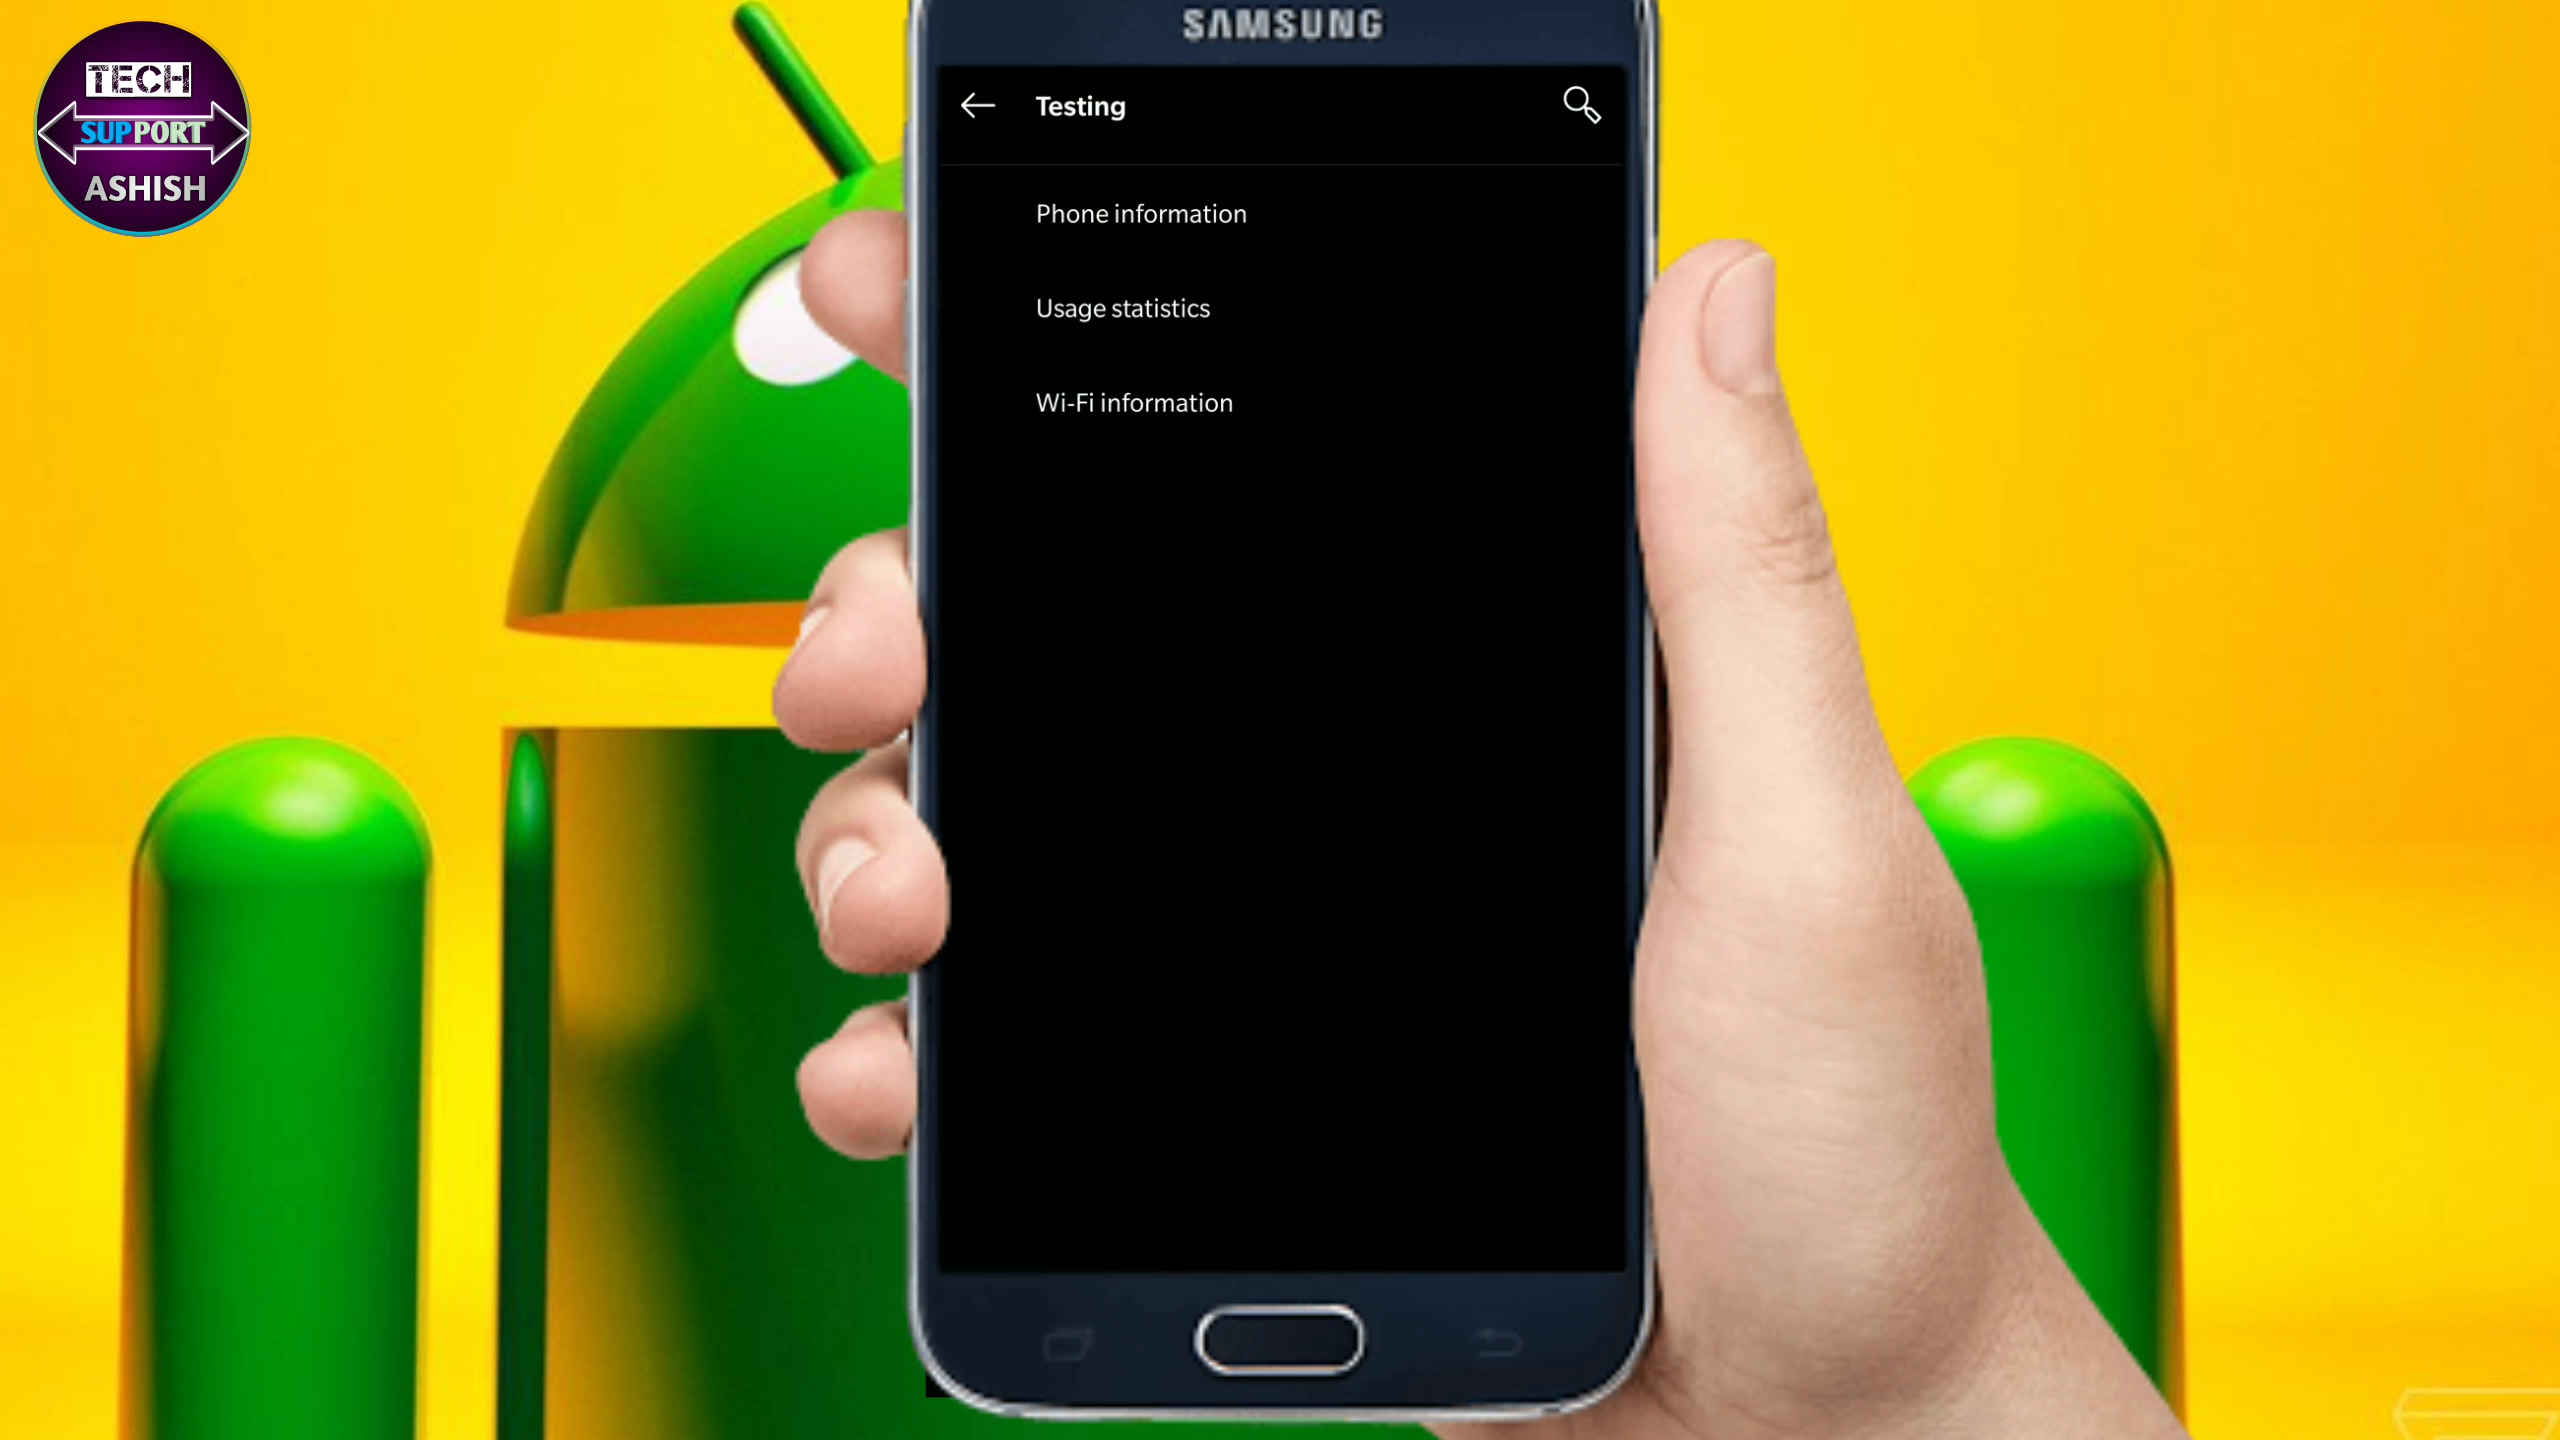 TECH
SUPPORT
ASHISH
SAMSUNG
Testing
Phone information
Usage statistics
Wi-Fi information